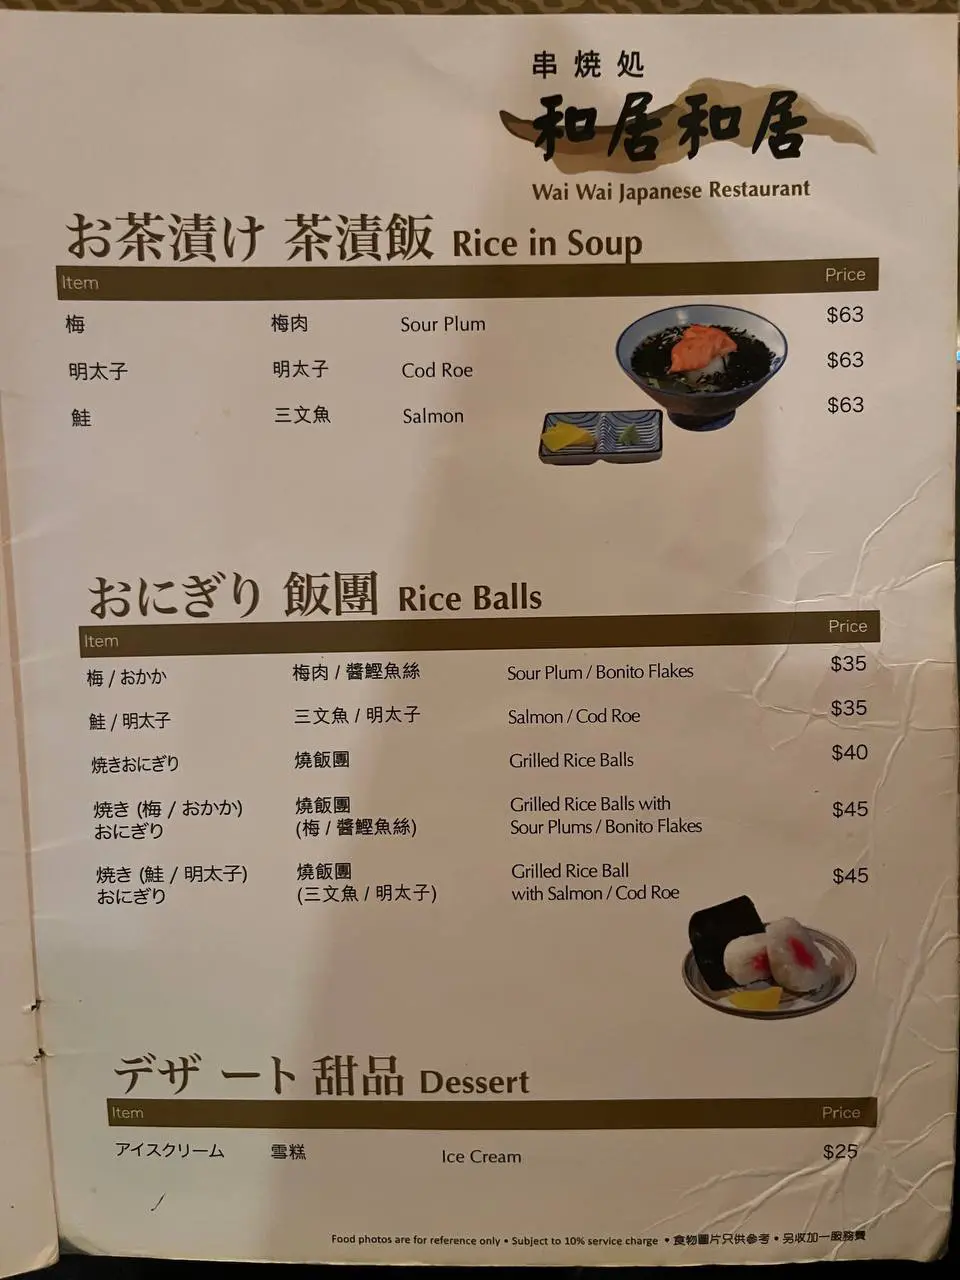 串焼処
和居和居
Wai Wai Japanese Restaurant
お茶漬け 茶漬飯 Rice in Soup
Item Price
梅 梅肉 Sour Plum $63
明太子 明太子 Cod Roe $63
鮭 三文魚 Salmon $63
おにぎり 飯團 Rice Balls
Item Price
梅 / おかか 梅肉 / 醬鰹魚絲 Sour Plum / Bonito Flakes $35
鮭 / 明太子 三文魚 / 明太子 Salmon / Cod Roe $35
焼きおにぎり 燒飯團 Grilled Rice Balls $40
焼き (梅 / おかか) 燒飯團 Grilled Rice Balls with $45
おにぎり (梅 / 醬鰹魚絲) Sour Plums / Bonito Flakes
焼き (鮭 / 明太子) 燒飯團 Grilled Rice Ball $45
おにぎり (三文魚 / 明太子) with Salmon / Cod Roe
デザート 甜品 Dessert
Item Price
アイスクリーム 雪糕 Ice Cream $25
Food photos are for reference only • Subject to 10% service charge • 食物圖片只供參考 • 另收加一服務費